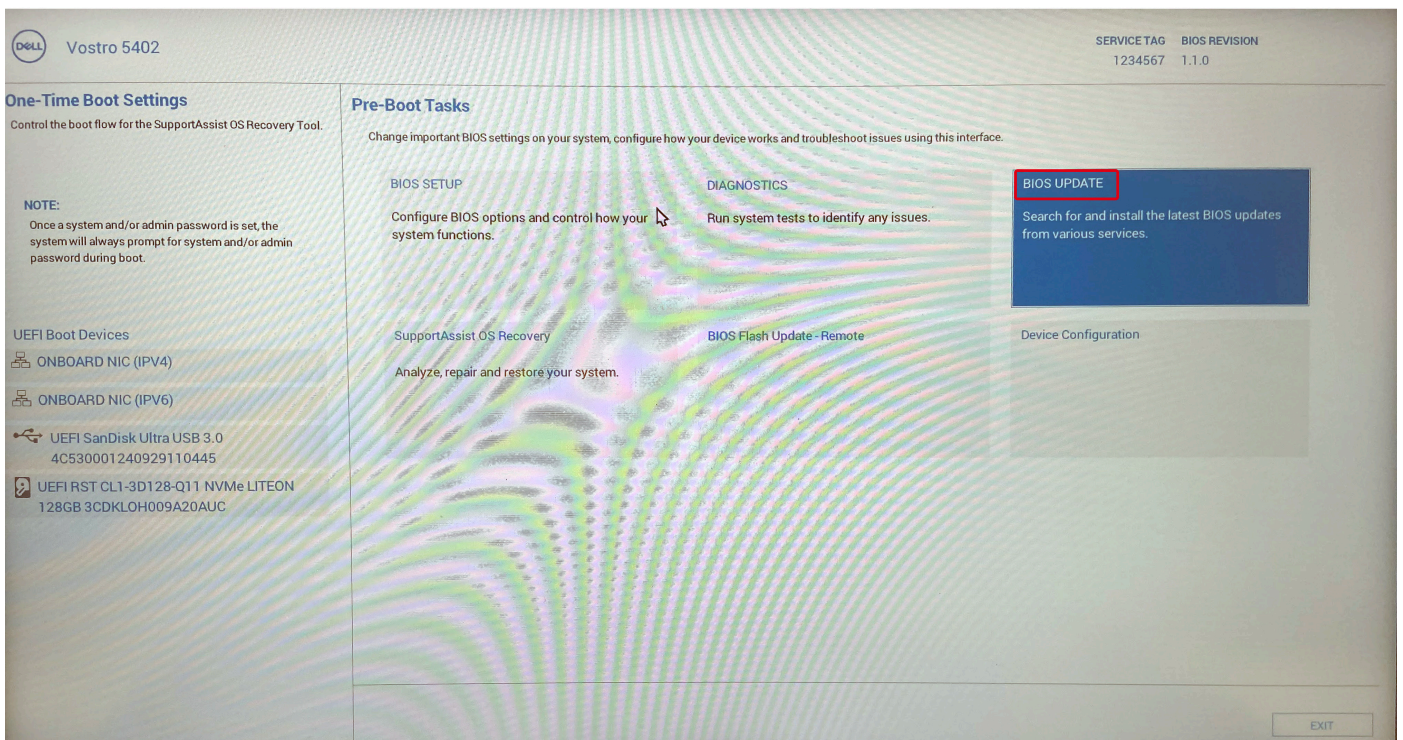 DELL
Vostro 5402
SERVICE TAG BIOS REVISION
1234567 1.1.0
One-Time Boot Settings
Control the boot flow for the SupportAssist OS Recovery Tool.
NOTE:
Once a system and/or admin password is set, the
system will always prompt for system and/or admin
password during boot.
UEFI Boot Devices
ONBOARD NIC (IPV4)
ONBOARD NIC (IPV6)
UEFI SanDisk Ultra USB 3.0
4C530001240929110445
UEFI RST CL1-3D128-Q11 NVMe LITEON
128GB 3CDKLOH009A20AUC
Pre-Boot Tasks
Change important BIOS settings on your system, configure how your device works and troubleshoot issues using this interface.
BIOS SETUP
Configure BIOS options and control how your
system functions.
DIAGNOSTICS
Run system tests to identify any issues.
BIOS UPDATE
Search for and install the latest BIOS updates
from various services.
SupportAssist OS Recovery
Analyze, repair and restore your system.
BIOS Flash Update - Remote
Device Configuration
EXIT